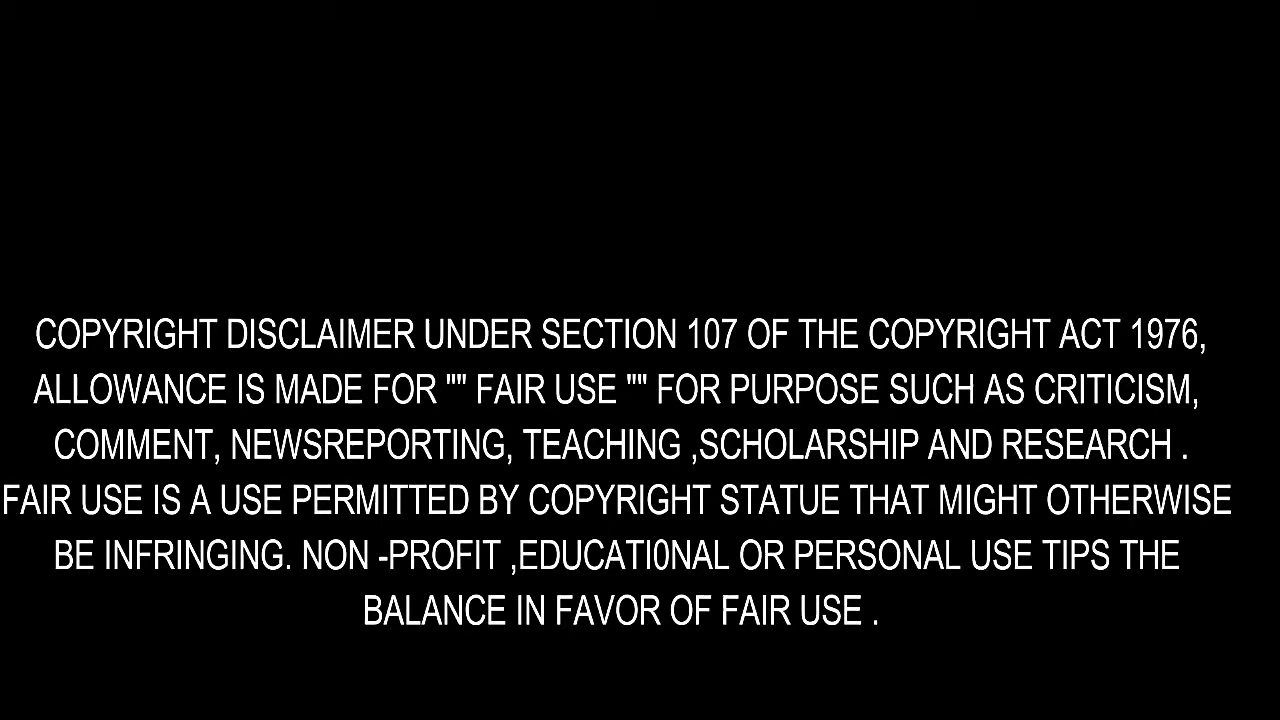 COPYRIGHT DISCLAIMER UNDER SECTION 107 OF THE COPYRIGHT ACT 1976,
ALLOWANCE IS MADE FOR "" FAIR USE "" FOR PURPOSE SUCH AS CRITICISM,
COMMENT, NEWSREPORTING, TEACHING ,SCHOLARSHIP AND RESEARCH .
FAIR USE IS A USE PERMITTED BY COPYRIGHT STATUE THAT MIGHT OTHERWISE
BE INFRINGING. NON -PROFIT ,EDUCATI0NAL OR PERSONAL USE TIPS THE
BALANCE IN FAVOR OF FAIR USE .